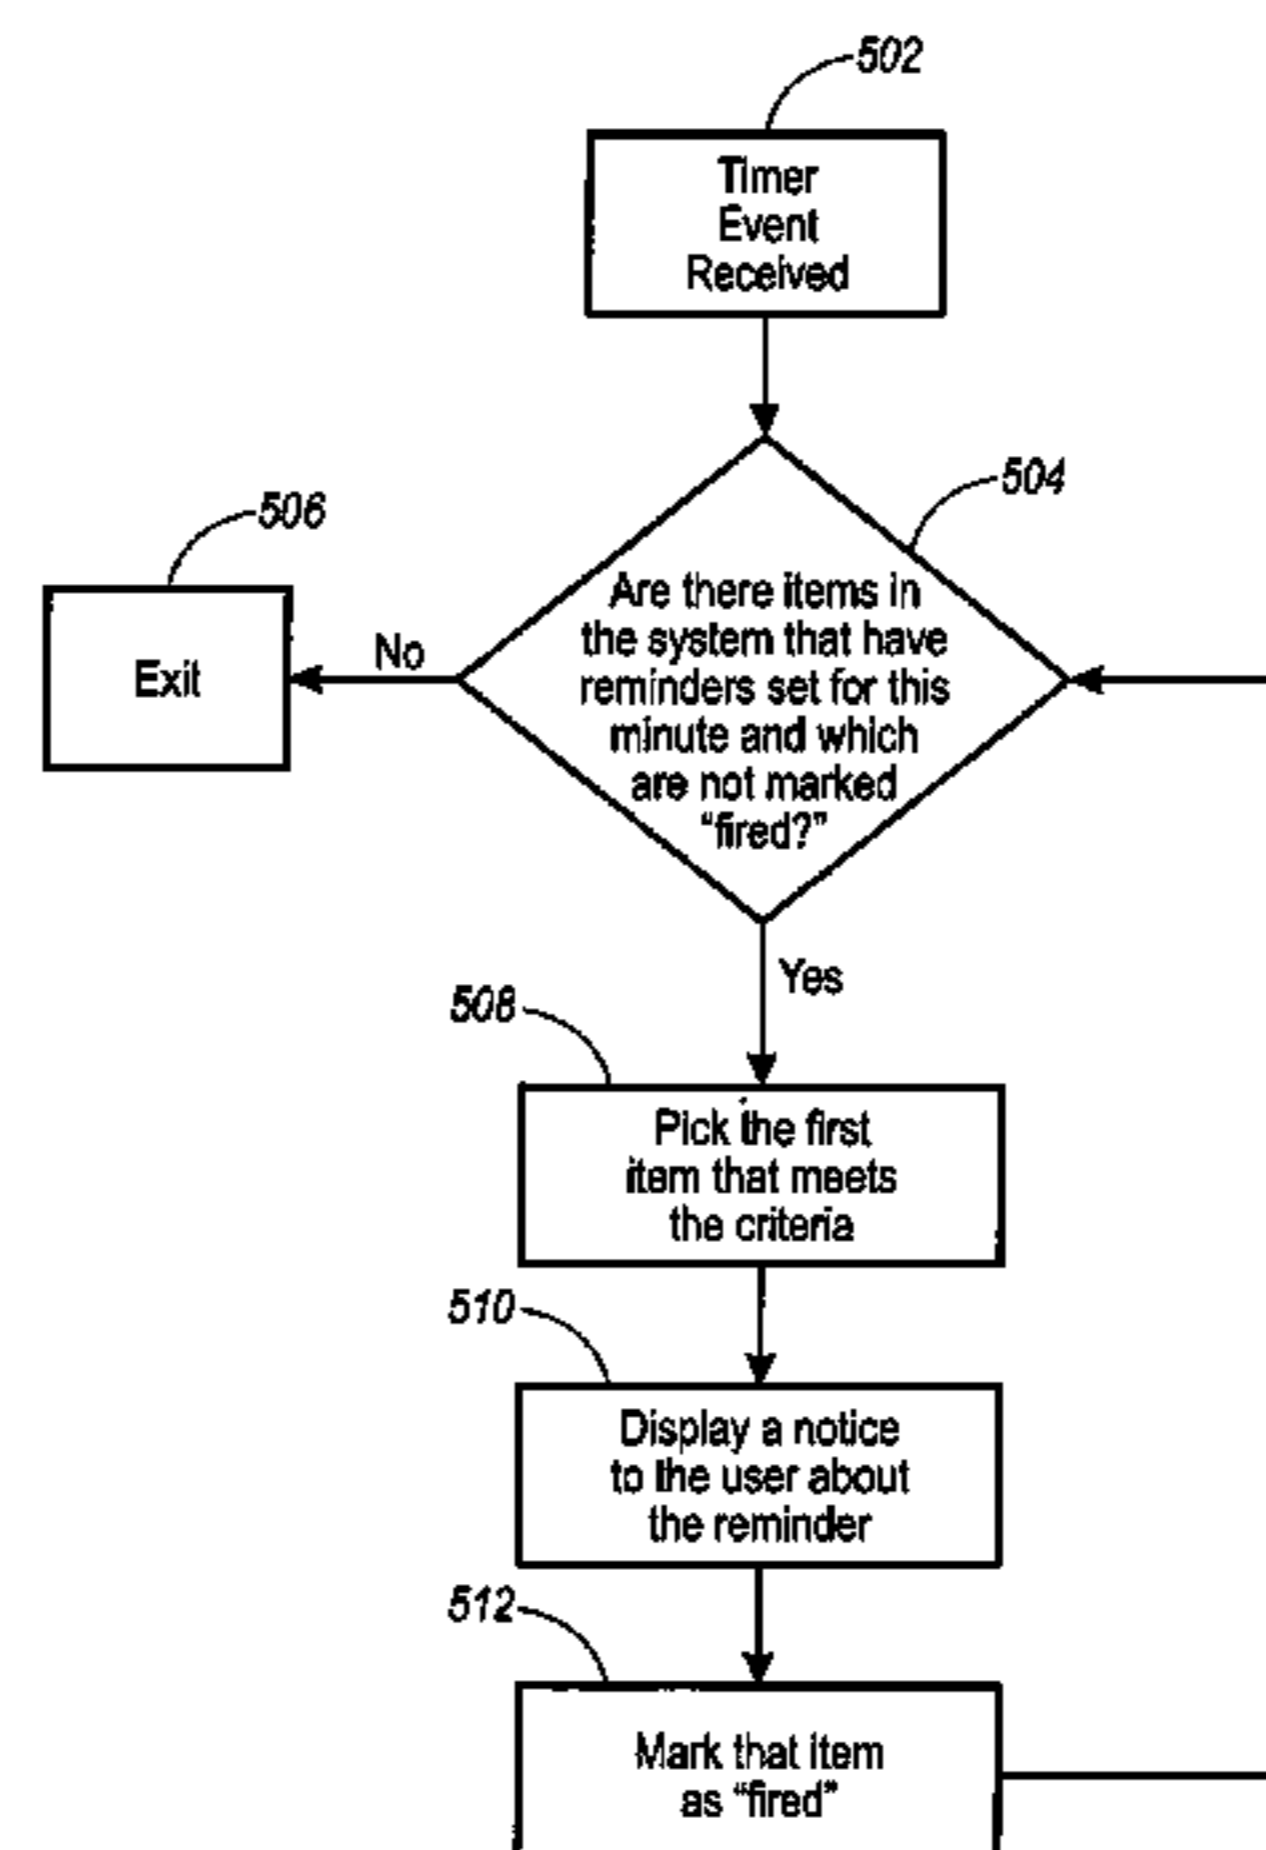 502
Timer
Event
Received
504
506
Are there items in
the system that have
reminders set for this
minute and which
are not marked
“fired?”
Exit
No
Yes
508
Pick the first
item that meets
the criteria
510
Display a notice
to the user about
the reminder
512
Mark that item
as “fired”